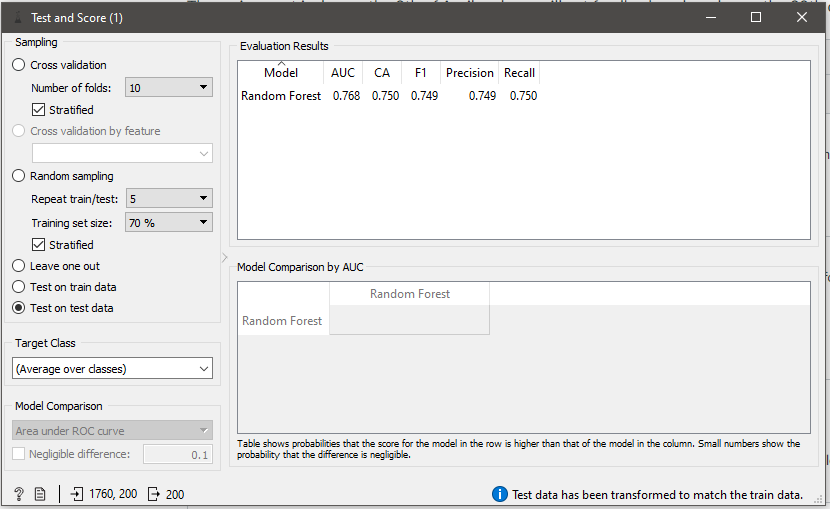 Test and Score (1)
Sampling
Cross validation
Number of folds: 10
Stratified
Cross validation by feature
Random sampling
Repeat train/test: 5
Training set size: 70 %
Stratified
Leave one out
Test on train data
Test on test data
Target Class
(Average over classes)
Model Comparison
Area under ROC curve
Negligible difference: 0.1
1760, 200 200
Evaluation Results
Model AUC CA F1 Precision Recall
Random Forest 0.768 0.750 0.749 0.749 0.750
Model Comparison by AUC
Random Forest
Random Forest
Table shows probabilities that the score for the model in the row is higher than that of the model in the column. Small numbers show the
probability that the difference is negligible.
Test data has been transformed to match the train data.